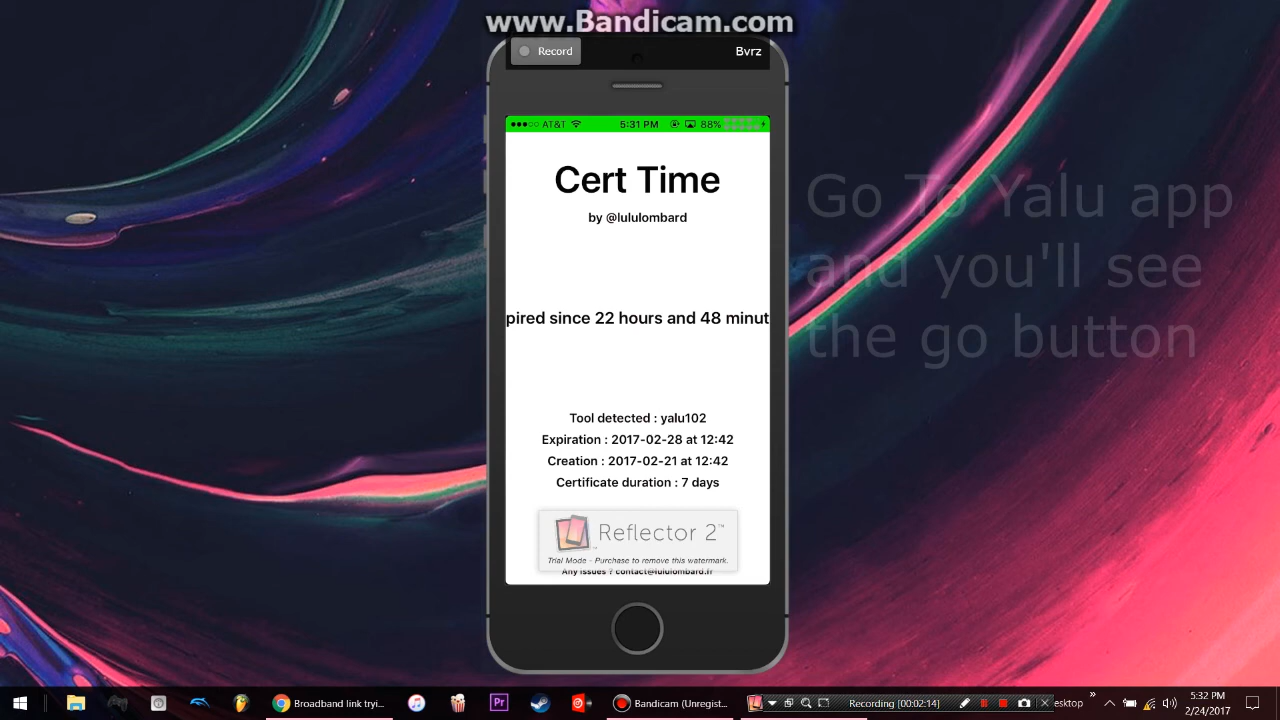 www.Bandicam.com
Record
Bvrz
AT&T
5:31 PM
88%
Cert Time
by @lululombard
pired since 22 hours and 48 minut
Tool detected : yalu102
Expiration : 2017-02-28 at 12:42
Creation : 2017-02-21 at 12:42
Certificate duration : 7 days
Reflector 2™
Trial Mode - Purchase to remove this watermark.
Any issues ? contact@lululombard.fr
Go To Yalu app
and you'll see
the go button
Broadband link tryi...
Pr
Bandicam (Unregist...
Recording [00:02:14]
esktop
»
5:32 PM
2/24/2017